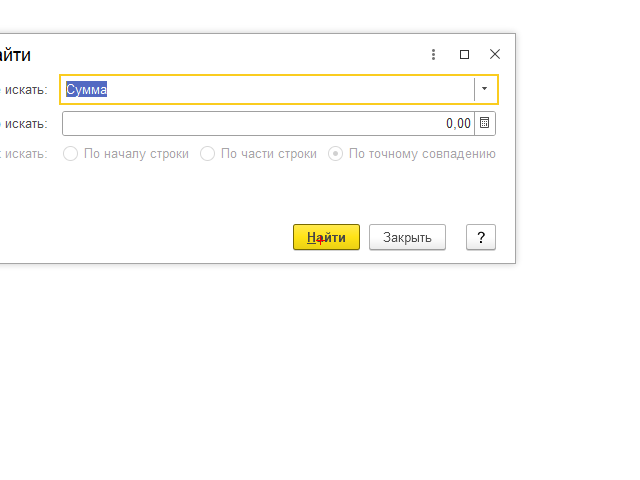 айти
искать:
Сумма
искать:
0,00
искать:
По началу строки
По части строки
По точному совпадению
Найти
Закрыть
?